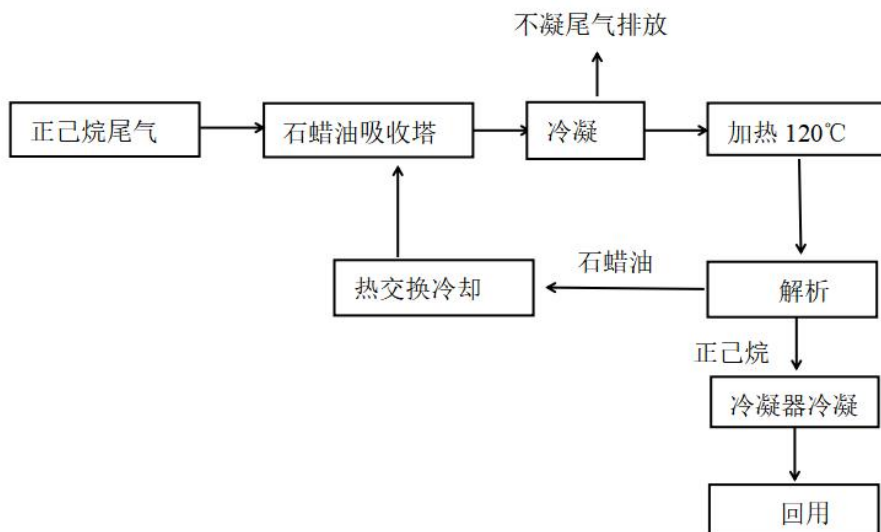 不凝尾气排放
正己烷尾气
石蜡油吸收塔
冷凝
加热 120℃
石蜡油
热交换冷却
解析
正己烷
冷凝器冷凝
回用